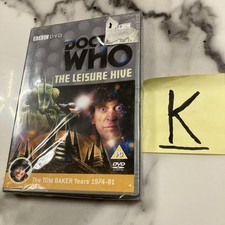 BBC DVD
DOCTOR
WHO
THE LEISURE HIVE
PG
DVD
The TOM BAKER Years 1974-81
K